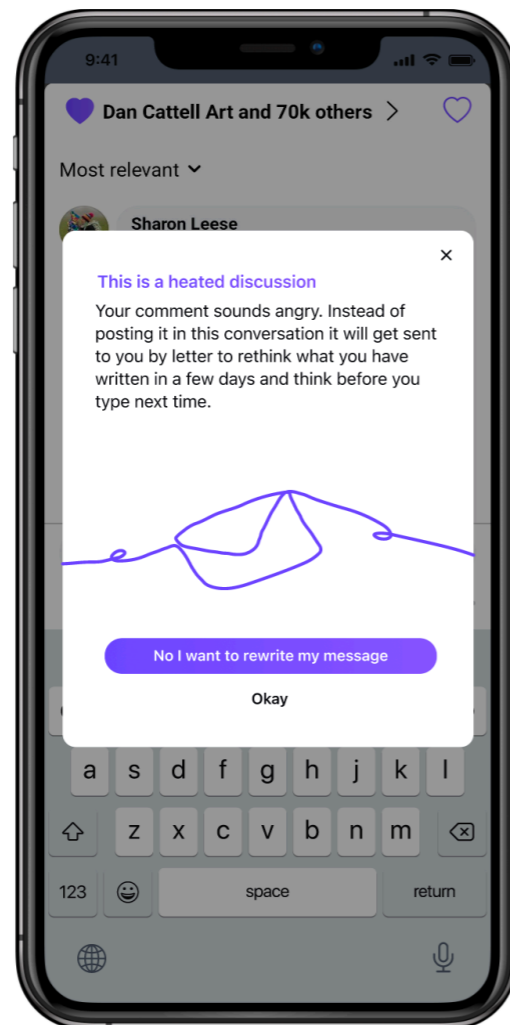 9:41
Dan Cattell Art and 70k others
Most relevant
Sharon Leese
This is a heated discussion
Your comment sounds angry. Instead of
posting it in this conversation it will get sent
to you by letter to rethink what you have
written in a few days and think before you
type next time.
No I want to rewrite my message
Okay
a s d f g h j k l
z x c v b n m
123 space return